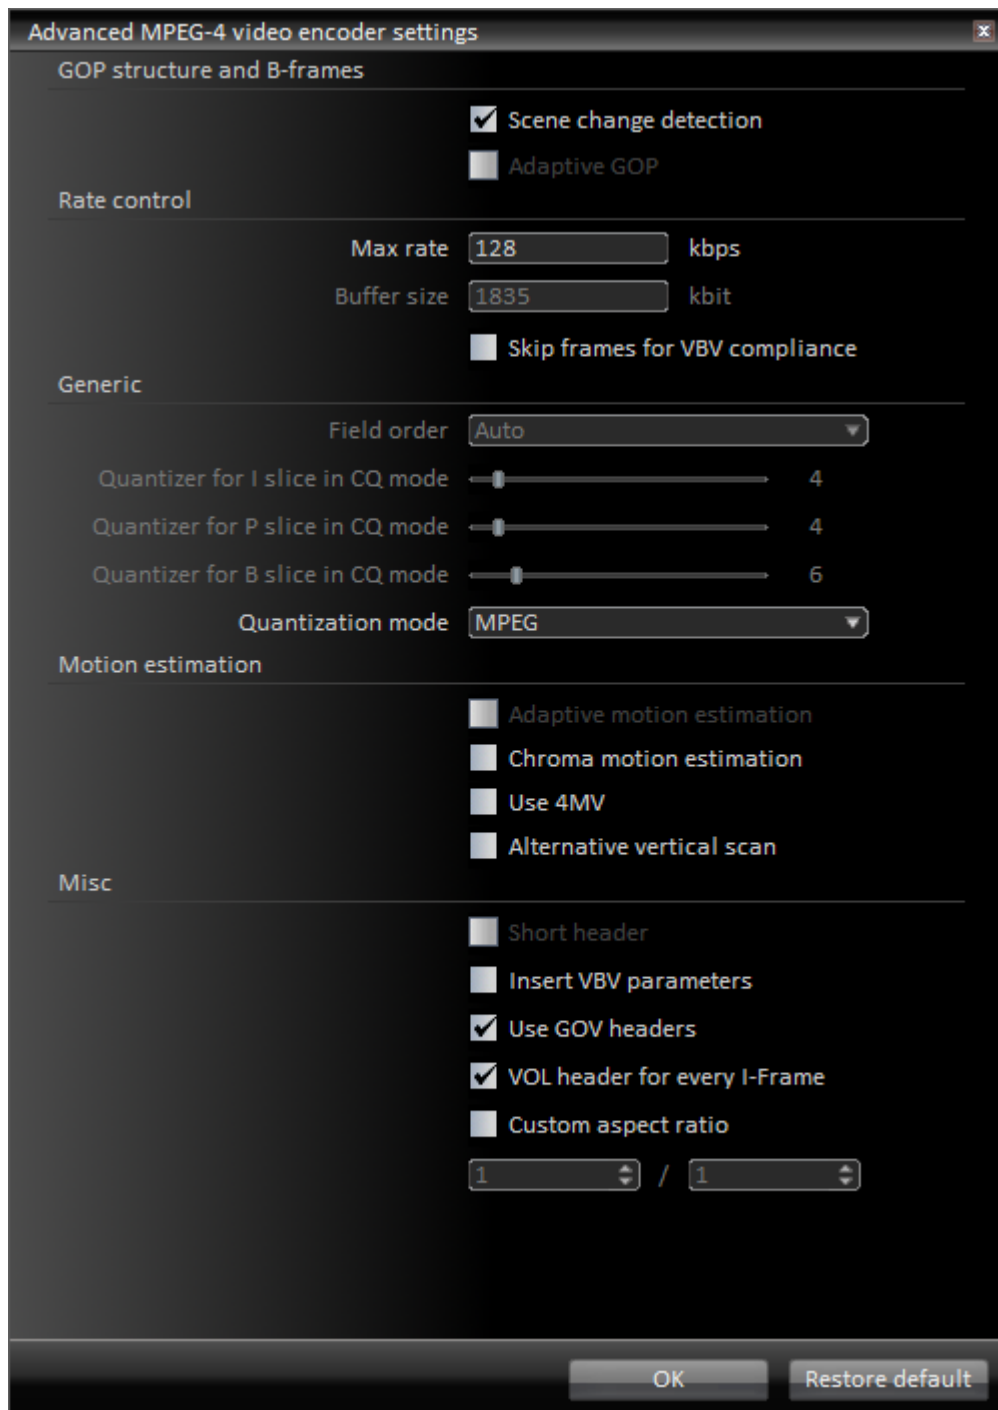 Advanced MPEG-4 video encoder settings
GOP structure and B-frames
Scene change detection
Adaptive GOP
Rate control
Max rate 128 kbps
Buffer size 1835 kbit
Skip frames for VBV compliance
Generic
Field order Auto
Quantizer for I slice in CQ mode 4
Quantizer for P slice in CQ mode 4
Quantizer for B slice in CQ mode 6
Quantization mode MPEG
Motion estimation
Adaptive motion estimation
Chroma motion estimation
Use 4MV
Alternative vertical scan
Misc
Short header
Insert VBV parameters
Use GOV headers
VOL header for every I-Frame
Custom aspect ratio
1 / 1
OK Restore default